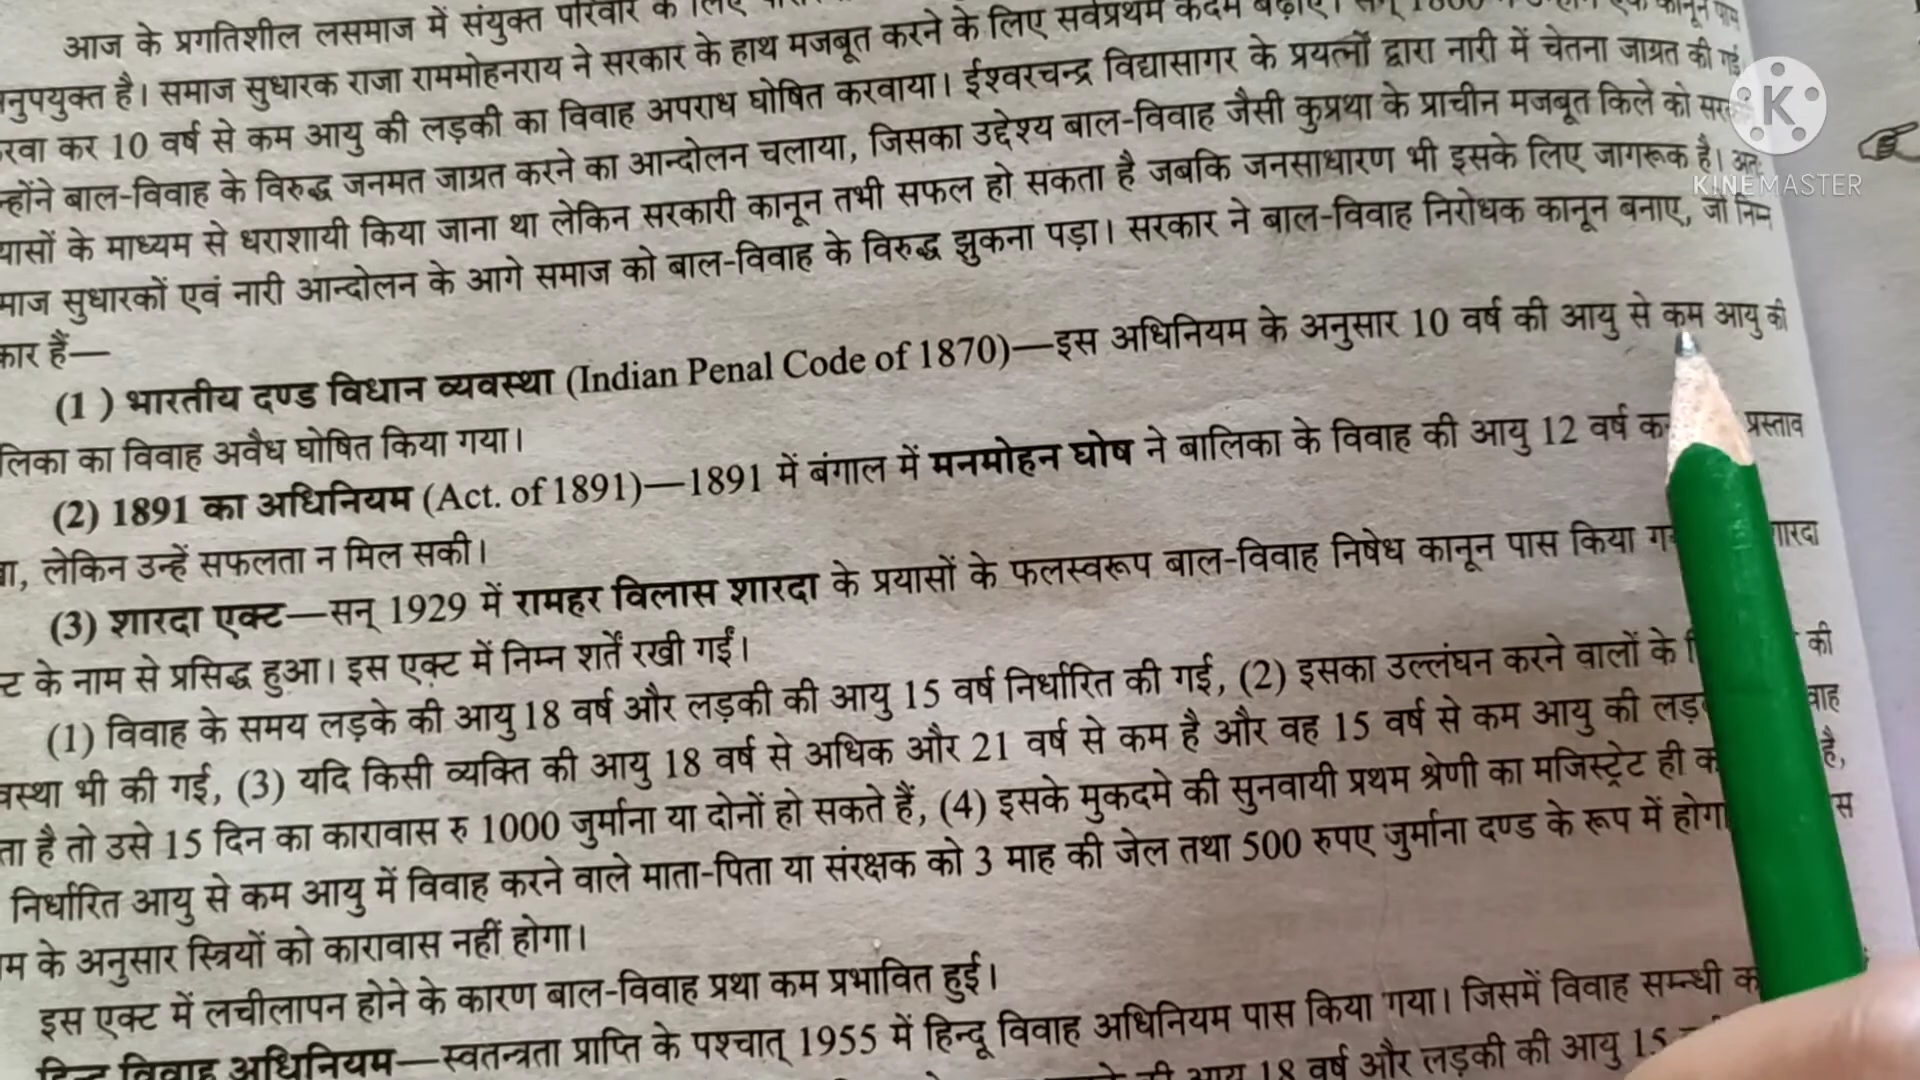 आज के प्रगतिशील लसमाज में संयुक्त परिवार के लिए
नुपयुक्त है। समाज सुधारक राजा राममोहनराय ने सरकार के हाथ मजबूत करने के लिए सर्वप्रथम कदम बढ़ाए।
रवा कर 10 वर्ष से कम आयु की लड़की का विवाह अपराध घोषित करवाया। ईश्वरचन्द्र विद्यासागर के प्रयत्नों द्वारा नारी में चेतना जाग्रत की गई
न्होंने बाल-विवाह के विरुद्ध जनमत जाग्रत करने का आन्दोलन चलाया, जिसका उद्देश्य बाल-विवाह जैसी कुप्रथा के प्राचीन मजबूत किले को
यासों के माध्यम से धराशायी किया जाना था लेकिन सरकारी कानून तभी सफल हो सकता है जबकि जनसाधारण भी इसके लिए जागरूक है। अतः
माज सुधारकों एवं नारी आन्दोलन के आगे समाज को बाल-विवाह के विरुद्ध झुकना पड़ा। सरकार ने बाल-विवाह निरोधक कानून बनाए, जो निम्न
कार हैं—
(1 ) भारतीय दण्ड विधान व्यवस्था (Indian Penal Code of 1870)—इस अधिनियम के अनुसार 10 वर्ष की आयु से कम आयु की
लिका का विवाह अवैध घोषित किया गया।
(2) 1891 का अधिनियम (Act. of 1891)—1891 में बंगाल में मनमोहन घोष ने बालिका के विवाह की आयु 12 वर्ष प्रस्ताव
लेकिन उन्हें सफलता न मिल सकी।
(3) शारदा एक्ट—सन् 1929 में रामहर विलास शारदा के प्रयासों के फलस्वरूप बाल-विवाह निषेध कानून पास किया
ट के नाम से प्रसिद्ध हुआ। इस एक्ट में निम्न शर्तें रखी गईं।
(1) विवाह के समय लड़के की आयु 18 वर्ष और लड़की की आयु 15 वर्ष निर्धारित की गई, (2) इसका उल्लंघन करने वालों के की
वस्था भी की गई, (3) यदि किसी व्यक्ति की आयु 18 वर्ष से अधिक और 21 वर्ष से कम है और वह 15 वर्ष से कम आयु की
ता है तो उसे 15 दिन का कारावास रु 1000 जुर्माना या दोनों हो सकते हैं, (4) इसके मुकदमे की सुनवायी प्रथम श्रेणी का मजिस्ट्रेट ही है,
निर्धारित आयु से कम आयु में विवाह करने वाले माता-पिता या संरक्षक को 3 माह की जेल तथा 500 रुपए जुर्माना दण्ड के रूप में होगा
म के अनुसार स्त्रियों को कारावास नहीं होगा।
इस एक्ट में लचीलापन होने के कारण बाल-विवाह प्रथा कम प्रभावित हुई।
हिन्दू विवाह अधिनियम—स्वतन्त्रता प्राप्ति के पश्चात् 1955 में हिन्दू विवाह अधिनियम पास किया गया। जिसमें विवाह सम्न्धी
आयु 18 वर्ष और लड़की की आयु 15
K
KINEMASTER